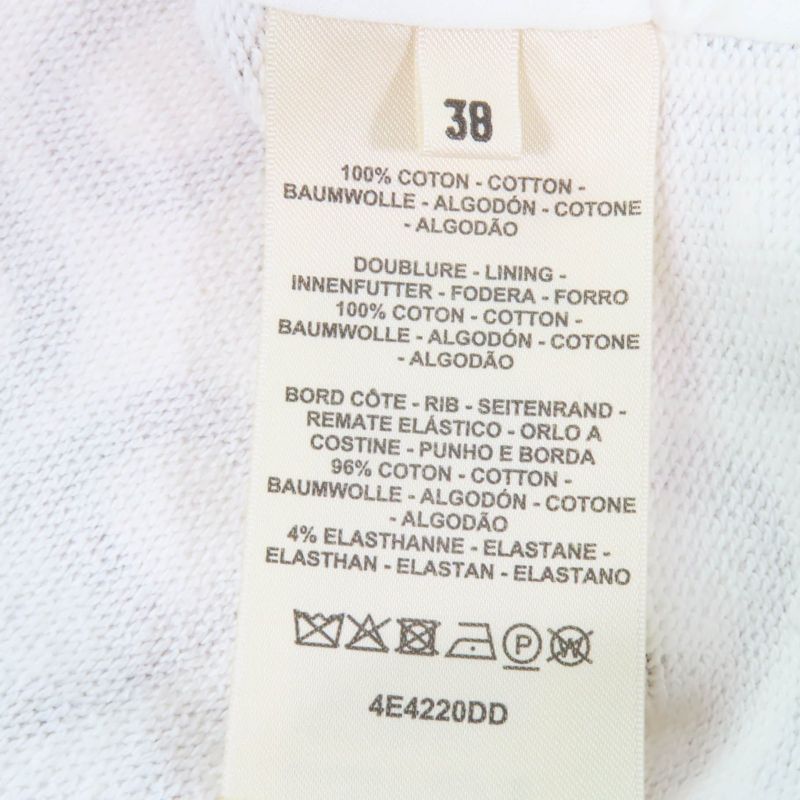 38
100% COTON - COTTON -
BAUMWOLLE - ALGODÓN - COTONE
- ALGODÃO
DOUBLURE - LINING -
INNENFUTTER - FODERA - FORRO
100% COTON - COTTON -
BAUMWOLLE - ALGODÓN - COTONE
- ALGODÃO
BORD CÔTE - RIB - SEITENRAND -
REMATE ELÁSTICO - ORLO A
COSTINE - PUNHO E BORDA
96% COTON - COTTON -
BAUMWOLLE - ALGODÓN - COTONE
- ALGODÃO
4% ELASTHANNE - ELASTANE -
ELASTHAN - ELASTAN - ELASTANO
P W
4E4220DD